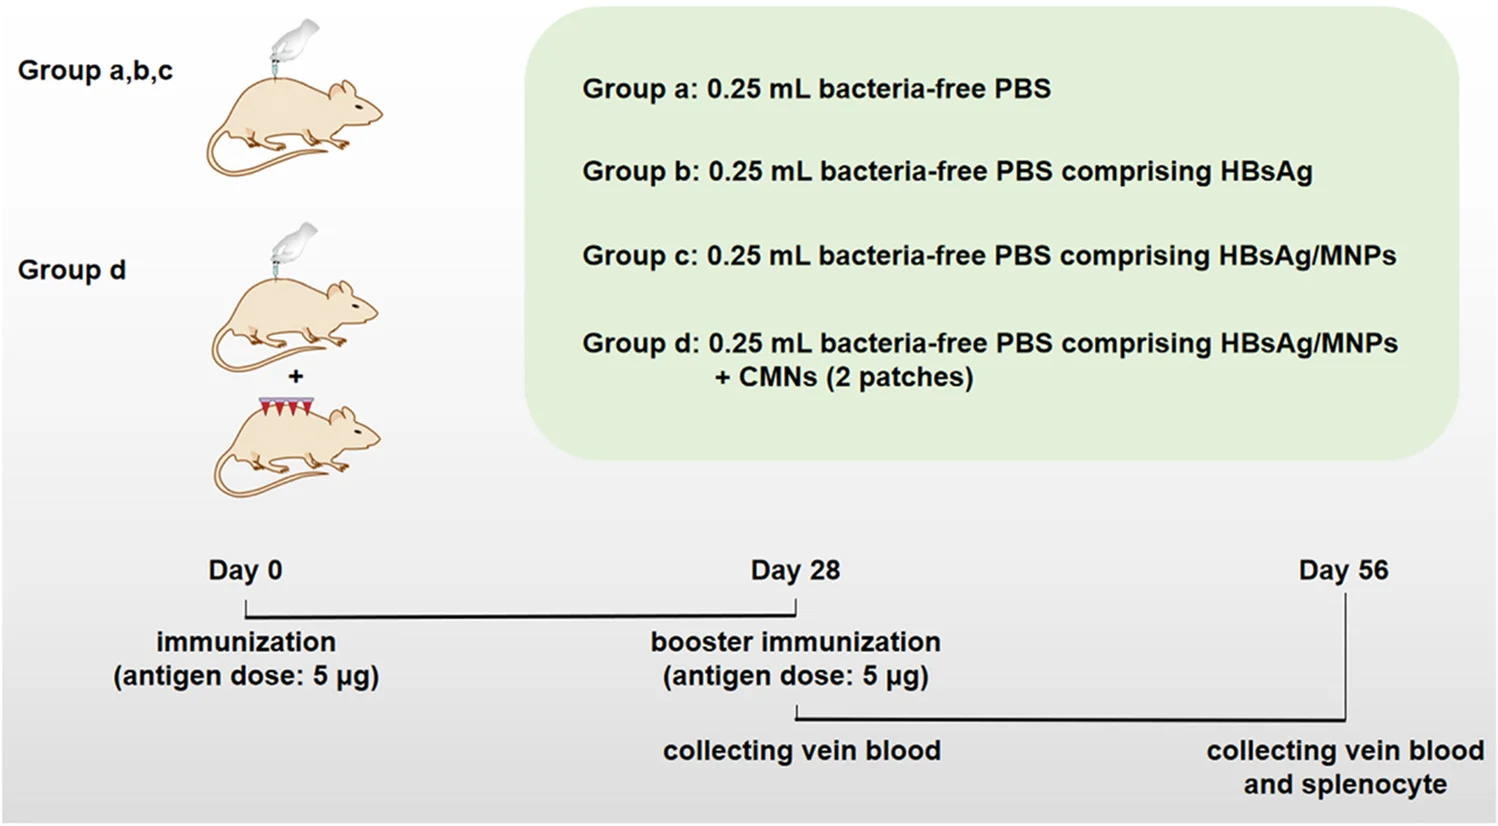 Group a,b,c
Group d
+
Group a: 0.25 mL bacteria-free PBS
Group b: 0.25 mL bacteria-free PBS comprising HBsAg
Group c: 0.25 mL bacteria-free PBS comprising HBsAg/MNPs
Group d: 0.25 mL bacteria-free PBS comprising HBsAg/MNPs
+ CMNs (2 patches)
Day 0
Day 28
Day 56
immunization
(antigen dose: 5 μg)
booster immunization
(antigen dose: 5 μg)
collecting vein blood
collecting vein blood
and splenocyte